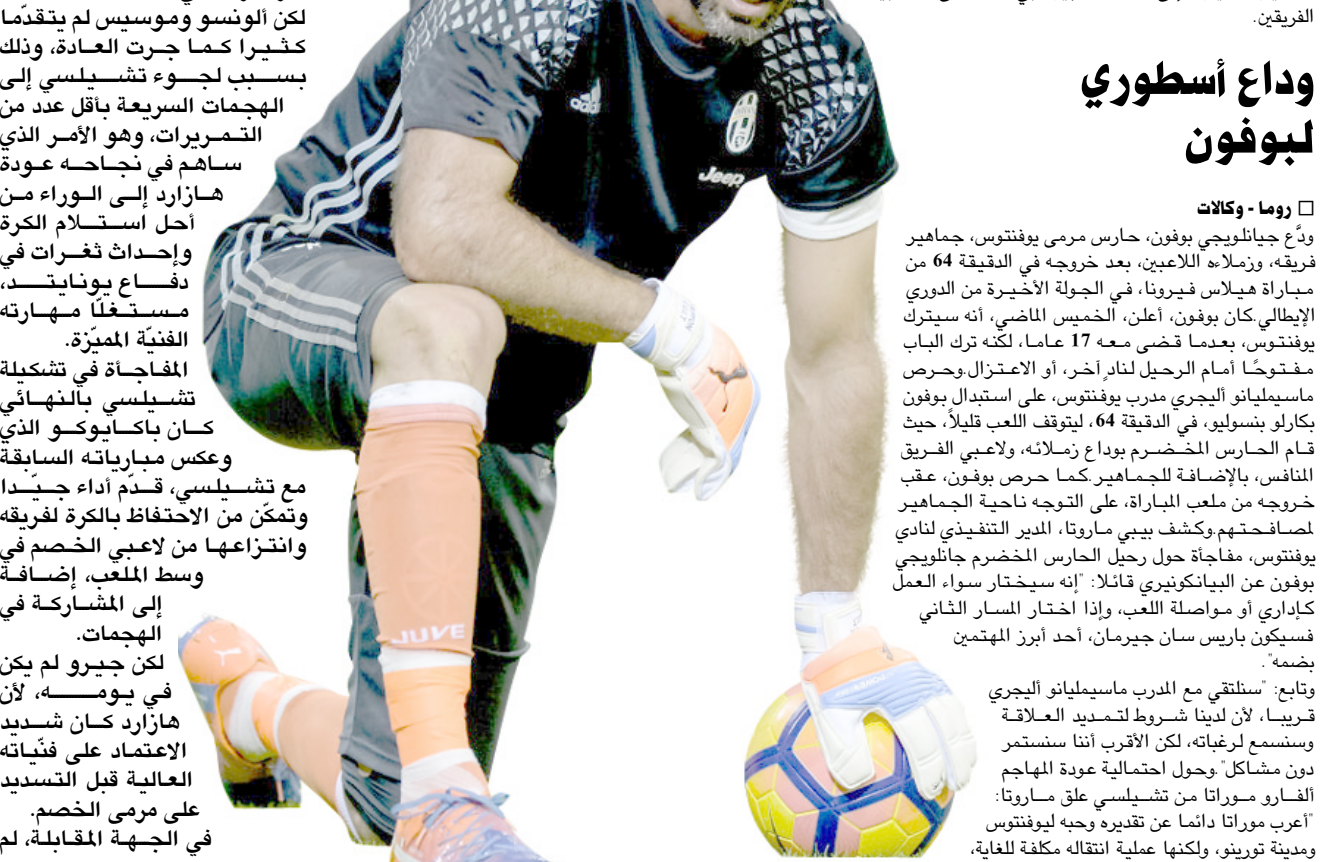 الفريقين.
وداع أسطوري
لبوفون
□ روما - وكالات
ودَّع جيانلويجي بوفون، حارس مرمى يوفنتوس، جماهير
فريقه، وزملاءه اللاعبين، بعد خروجه في الدقيقة 64 من
مباراة هيلاس فيرونا، في الجولة الأخيرة من الدوري
الإيطالي.كان بوفون، أعلن، الخميس الماضي، أنه سيترك
يوفنتوس، بعدما قضى معه 17 عاما، لكنه ترك الباب
مفتوحًا أمام الرحيل لنادٍ آخر، أو الاعتزال.وحرص
ماسيمليانو أليجري مدرب يوفنتوس، على استبدال بوفون
بكارلو بنسوليو، في الدقيقة 64، ليتوقف اللعب قليلاً، حيث
قام الحارس المخضرم بوداع زملائه، ولاعبي الفريق
المنافس، بالإضافة للجماهير.كما حرص بوفون، عقب
خروجه من ملعب المباراة، على التوجه ناحية الجماهير
لمصافحتهم.وكشف بيبي ماروتا، المدير التنفيذي لنادي
يوفنتوس، مفاجأة حول رحيل الحارس المخضرم جانلويجي
بوفون عن البيانكونيري قائلا: "إنه سيختار سواء العمل
كإداري أو مواصلة اللعب، وإذا اختار المسار الثاني
فسيكون باريس سان جيرمان، أحد أبرز المهتمين
بضمه".
وتابع: "سنلتقي مع المدرب ماسيمليانو أليجري
قريبا، لأن لدينا شروط لتمديد العلاقة
وسنسمع لرغباته، لكن الأقرب أننا سنستمر
دون مشاكل".وحول احتمالية عودة المهاجم
ألفارو موراتا من تشيلسي علق ماروتا:
"أعرب موراتا دائما عن تقديره وحبه ليوفنتوس
ومدينة تورينو، ولكنها عملية انتقاله مكلفة للغاية،
adidas
Jeep
JUVE
لكن ألونسو وموسيس لم يتقدّما
كثيرا كما جرت العادة، وذلك
بسبب لجوء تشيلسي إلى
الهجمات السريعة بأقل عدد من
التمريرات، وهو الأمر الذي
ساهم في نجاحه عودة
هازارد إلى الوراء من
أحل استلام الكرة
وإحداث ثغرات في
دفاع يونايتد،
مستغلّا مهارته
الفنيّة المميّزة.
المفاجأة في تشكيلة
تشيلسي بالنهائي
كان باكايوكو الذي
وعكس مبارياته السابقة
مع تشيلسي، قدّم أداء جيّدا
وتمكّن من الاحتفاظ بالكرة لفريقه
وانتزاعها من لاعبي الخصم في
وسط الملعب، إضافة
إلى المشاركة في
الهجمات.
لكن جيرو لم يكن
في يومه، لأن
هازارد كان شديد
الاعتماد على فنّياته
العالية قبل التسديد
على مرمى الخصم.
في الجهة المقابلة، لم